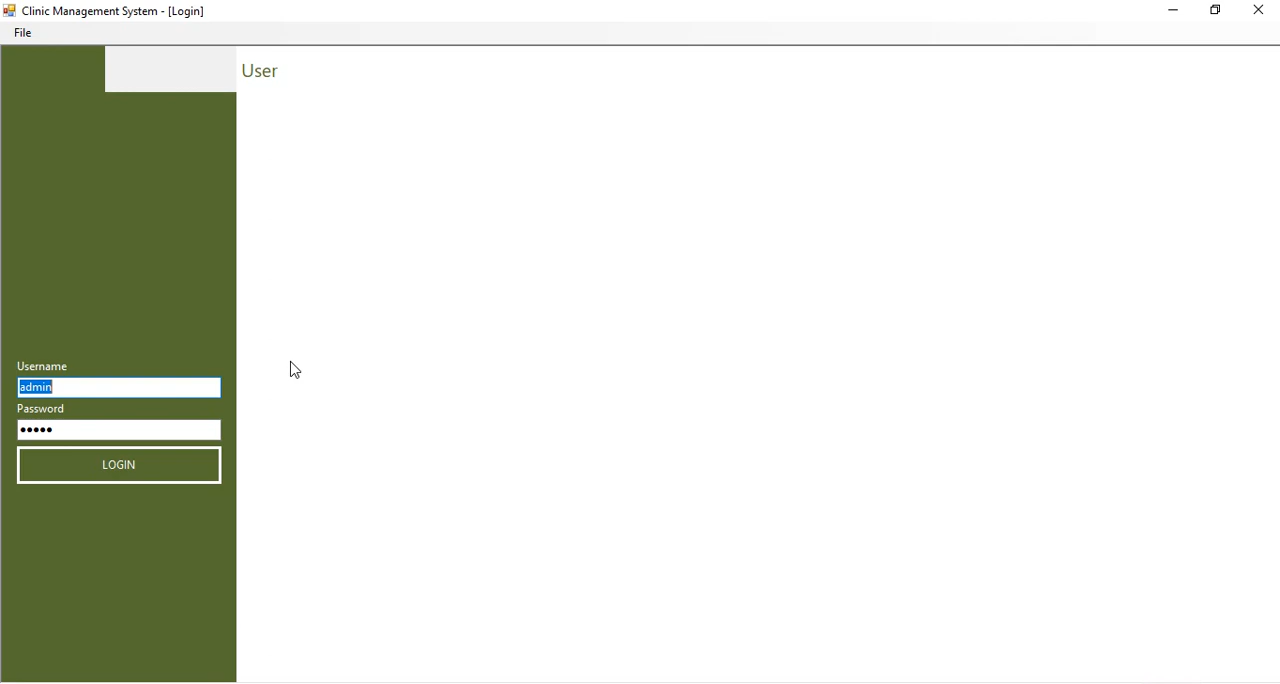 Clinic Management System - [Login]
File
User
Username
admin
Password
•••••
LOGIN